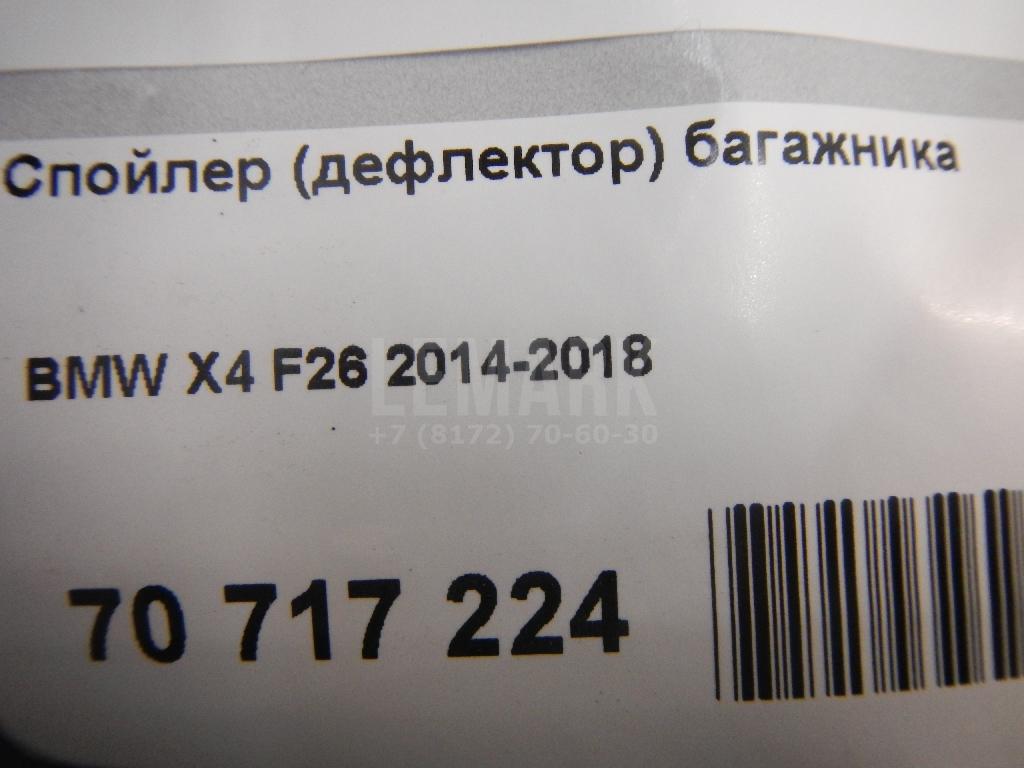 Спойлер (дефлектор) багажника
BMW X4 F26 2014-2018
LEMARK
+7 (8172) 70-60-30
70 717 224